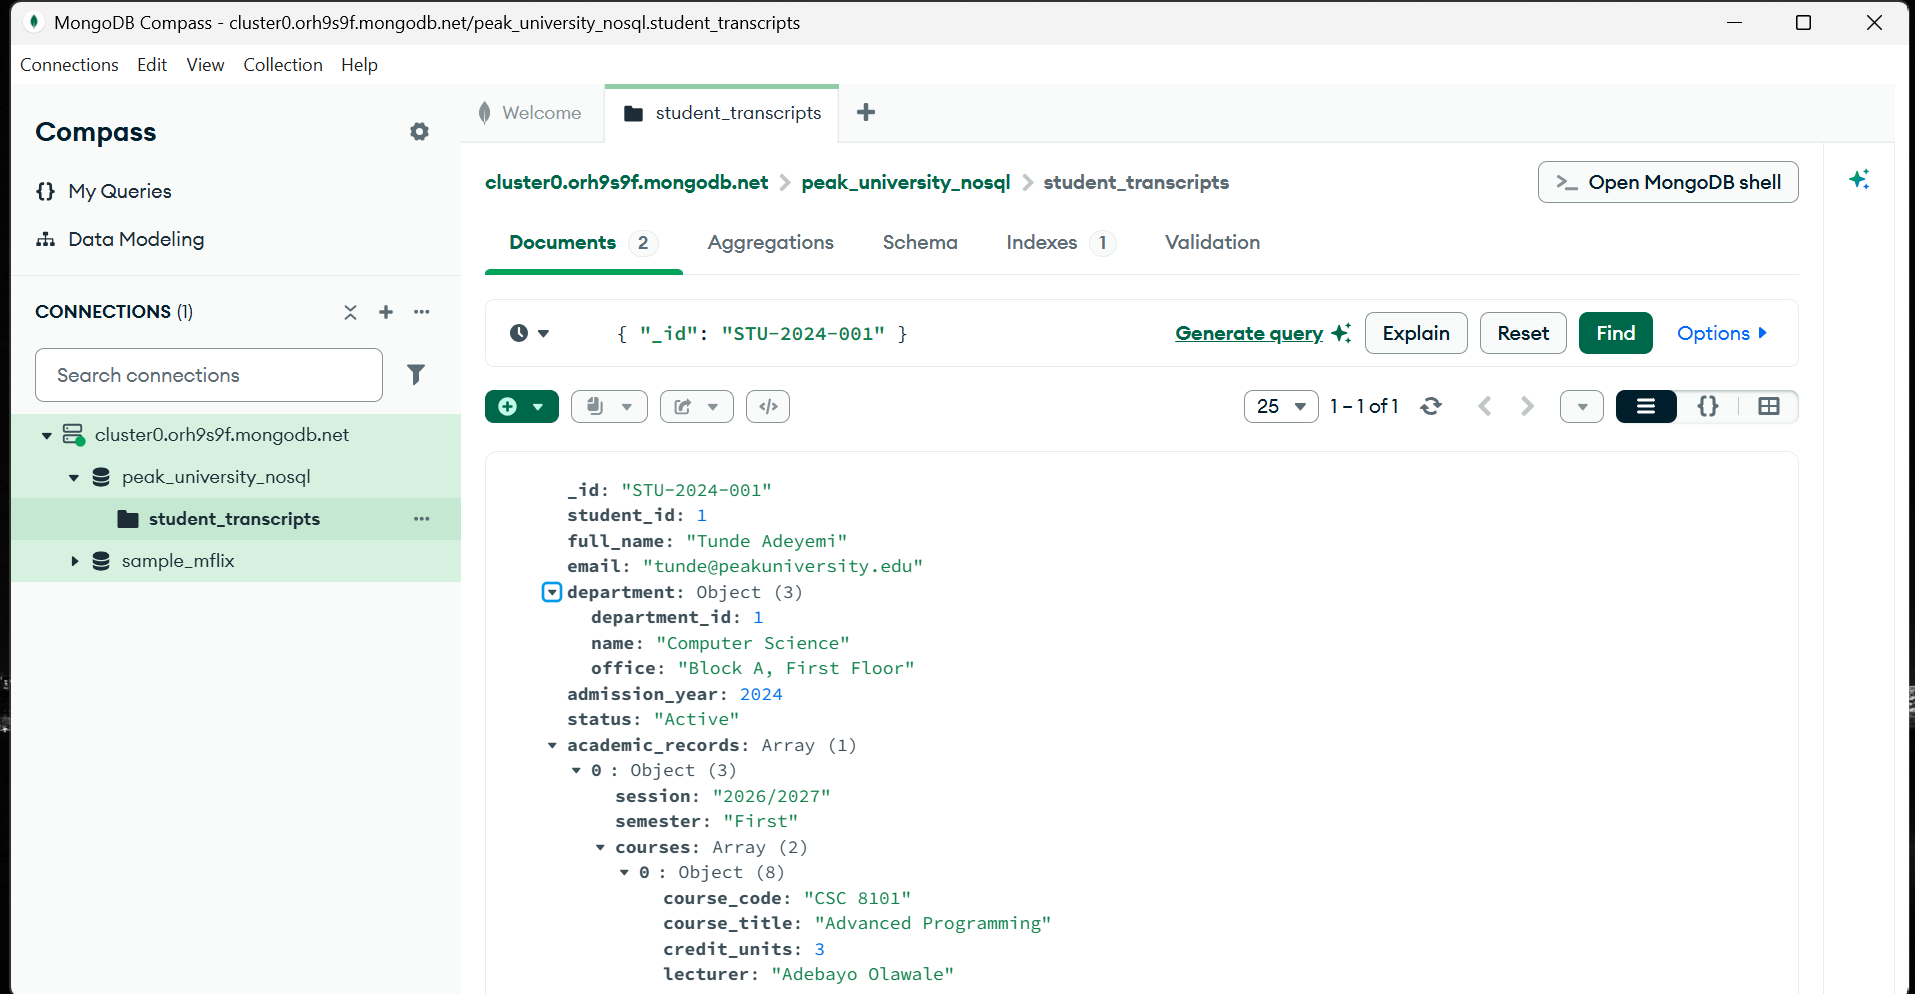 MongoDB Compass - cluster0.orh9s9f.mongodb.net/peak_university_nosql.student_transcripts
Connections Edit View Collection Help
Compass
My Queries
Data Modeling
CONNECTIONS (1)
Search connections
cluster0.orh9s9f.mongodb.net
peak_university_nosql
student_transcripts
sample_mflix
Welcome
student_transcripts
cluster0.orh9s9f.mongodb.net > peak_university_nosql > student_transcripts
>_ Open MongoDB shell
Documents 2 Aggregations Schema Indexes 1 Validation
{ "_id": "STU-2024-001" }
Generate query Explain Reset Find Options
25 1 – 1 of 1
_id: "STU-2024-001"
student_id: 1
full_name: "Tunde Adeyemi"
email: "tunde@peakuniversity.edu"
department: Object (3)
department_id: 1
name: "Computer Science"
office: "Block A, First Floor"
admission_year: 2024
status: "Active"
academic_records: Array (1)
0 : Object (3)
session: "2026/2027"
semester: "First"
courses: Array (2)
0 : Object (8)
course_code: "CSC 8101"
course_title: "Advanced Programming"
credit_units: 3
lecturer: "Adebayo Olawale"